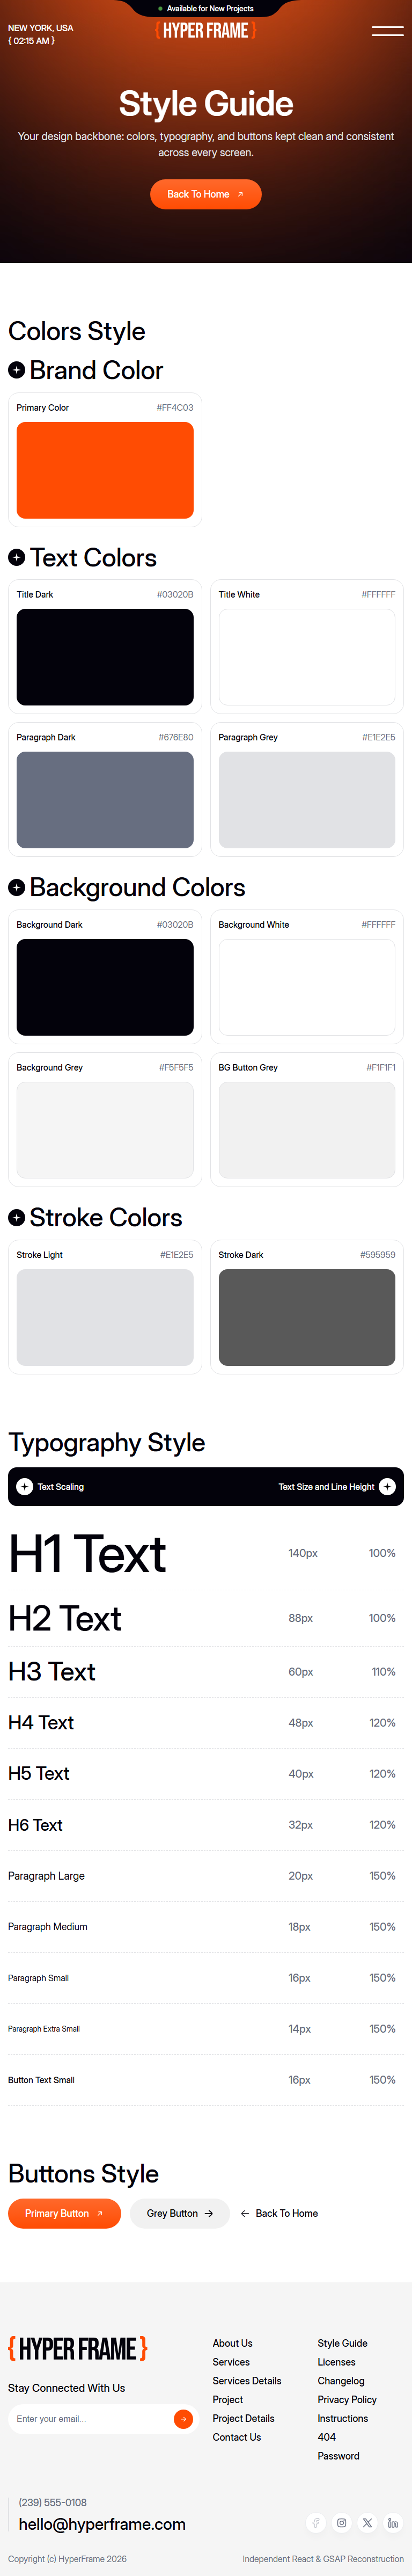 Available for New Projects
NEW YORK, USA
{ 02:15 AM }
{ HYPER FRAME }
Style Guide
Your design backbone: colors, typography, and buttons kept clean and consistent
across every screen.
Back To Home
Colors Style
Brand Color
Primary Color #FF4C03
Text Colors
Title Dark #03020B
Title White #FFFFFF
Paragraph Dark #676E80
Paragraph Grey #E1E2E5
Background Colors
Background Dark #03020B
Background White #FFFFFF
Background Grey #F5F5F5
BG Button Grey #F1F1F1
Stroke Colors
Stroke Light #E1E2E5
Stroke Dark #595959
Typography Style
Text Scaling Text Size and Line Height
H1 Text 140px 100%
H2 Text 88px 100%
H3 Text 60px 110%
H4 Text 48px 120%
H5 Text 40px 120%
H6 Text 32px 120%
Paragraph Large 20px 150%
Paragraph Medium 18px 150%
Paragraph Small 16px 150%
Paragraph Extra Small 14px 150%
Button Text Small 16px 150%
Buttons Style
Primary Button
Grey Button
Back To Home
{ HYPER FRAME }
Stay Connected With Us
Enter your email...
About Us
Services
Services Details
Project
Project Details
Contact Us
Style Guide
Licenses
Changelog
Privacy Policy
Instructions
404
Password
(239) 555-0108
hello@hyperframe.com
Copyright (c) HyperFrame 2026
Independent React & GSAP Reconstruction